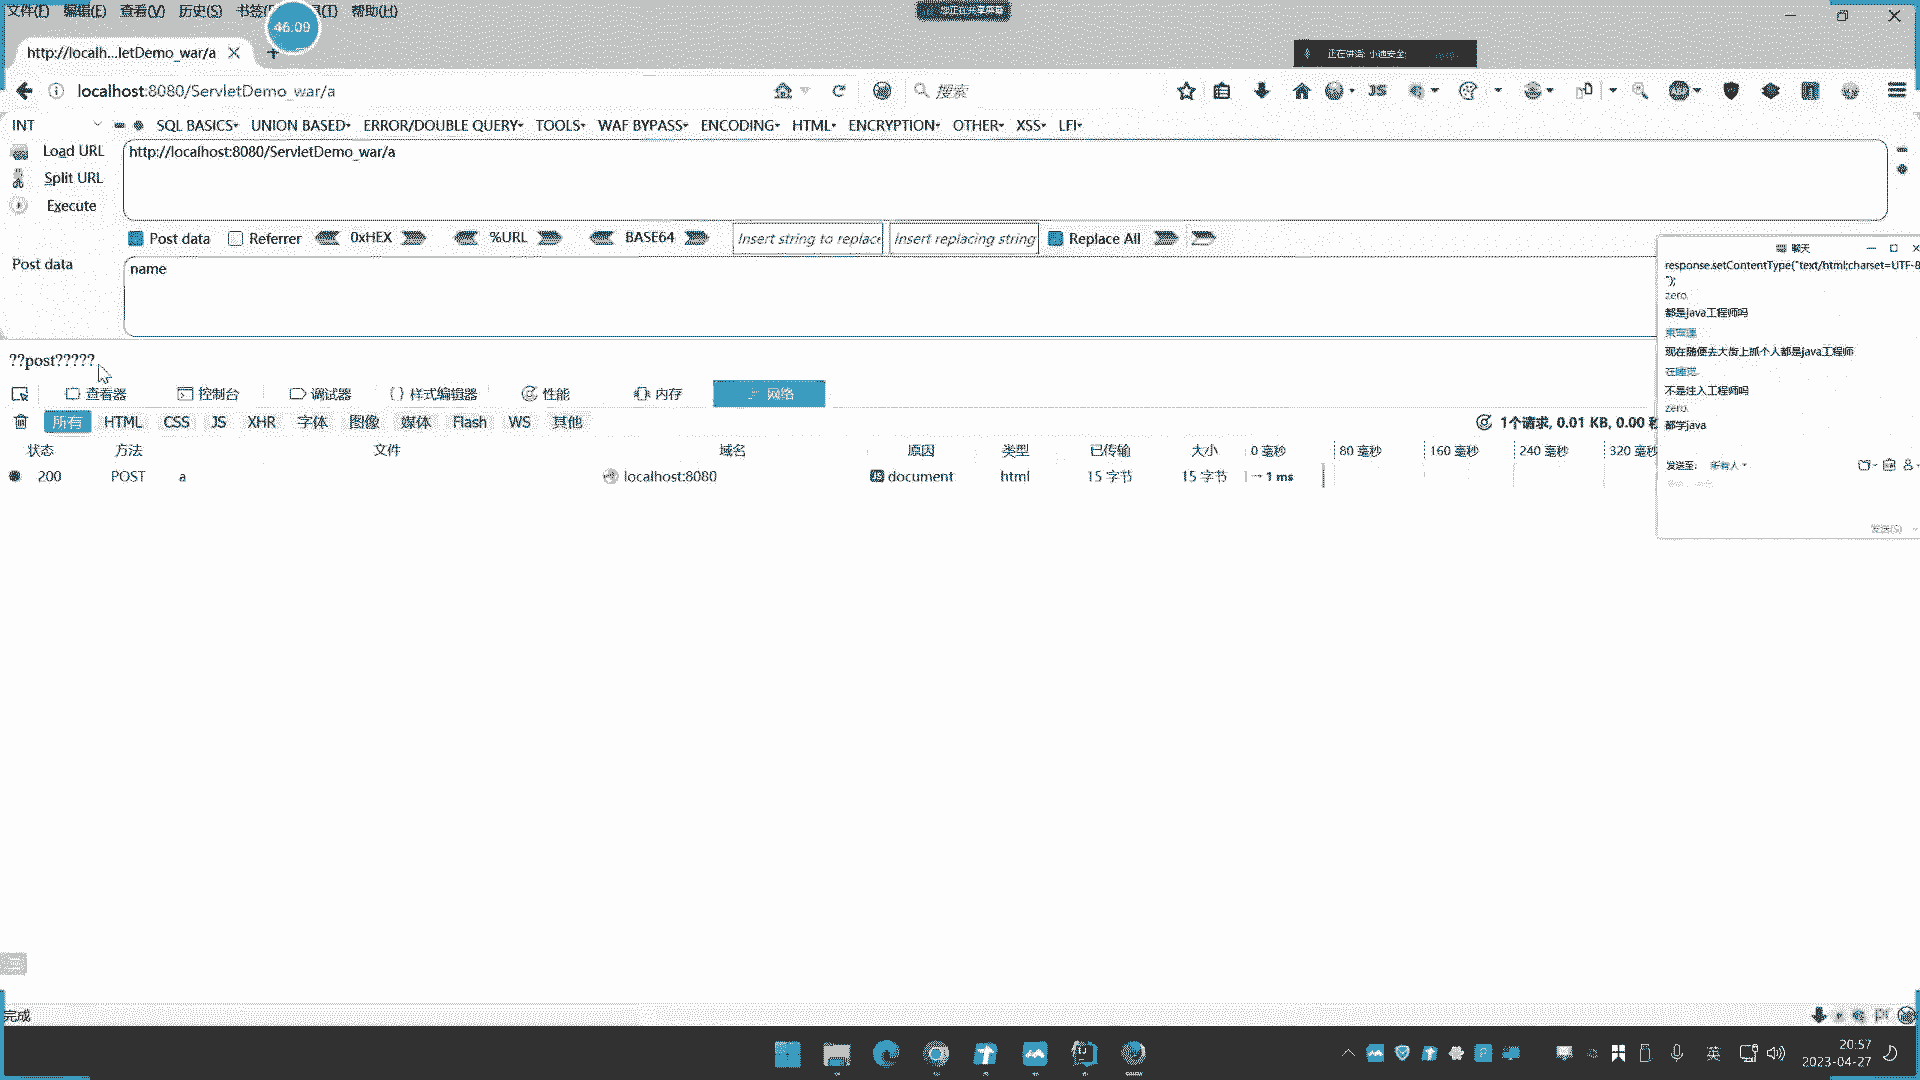 文件(F) 编辑(E) 查看(V) 历史(S) 书签 (T) 帮助(H)
46:09
您正在共享屏幕
http://localh...letDemo_war/a
正在讲话: 小迪安全;
localhost:8080/ServletDemo_war/a
搜索
JS
INT
SQL BASICS
UNION BASED
ERROR/DOUBLE QUERY
TOOLS
WAF BYPASS
ENCODING
HTML
ENCRYPTION
OTHER
XSS
LFI
Load URL
http://localhost:8080/ServletDemo_war/a
Split URL
Execute
Post data
Referrer
0xHEX
%URL
BASE64
Insert string to replace
Insert replacing string
Replace All
Post data
name
聊天
response.setContentType("text/html;charset=UTF-8
");
zero.
都是java工程师吗
现在随便去大街上抓个人都是java工程师
在睡觉.
不是注入工程师吗
zero.
都学java
发送至: 所有人
发送(S)
??post?????
查看器
控制台
调试器
{} 样式编辑器
性能
内存
网络
所有 HTML CSS JS XHR 字体 图像 媒体 Flash WS 其他
1个请求, 0.01 KB, 0.00 秒
状态 方法 文件 域名 原因 类型 已传输 大小 0 毫秒 80 毫秒 160 毫秒 240 毫秒 320 毫秒
200 POST a localhost:8080 JS document html 15 字节 15 字节 → 1 ms
完成
英
20:57
2023-04-27